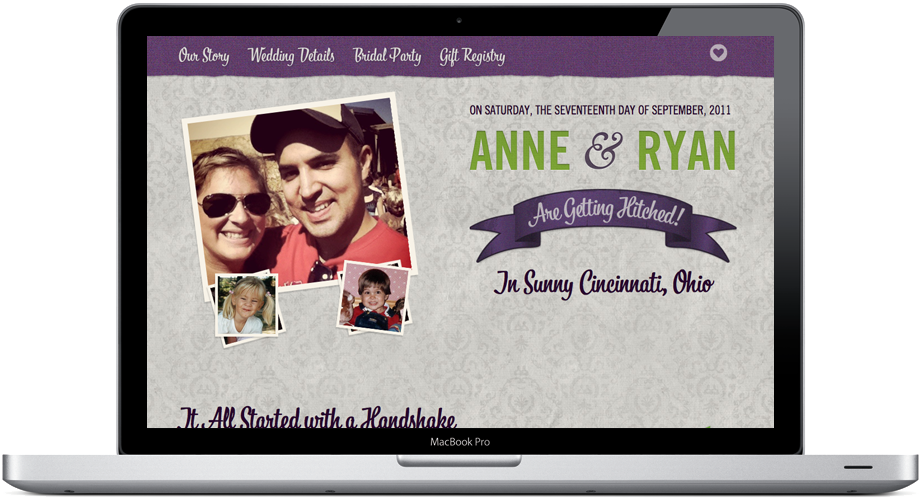 Our Story Wedding Details Bridal Party Gift Registry
ON SATURDAY, THE SEVENTEENTH DAY OF SEPTEMBER, 2011
ANNE & RYAN
Are Getting Hitched!
In Sunny Cincinnati, Ohio
It All Started with a Handshake
MacBook Pro